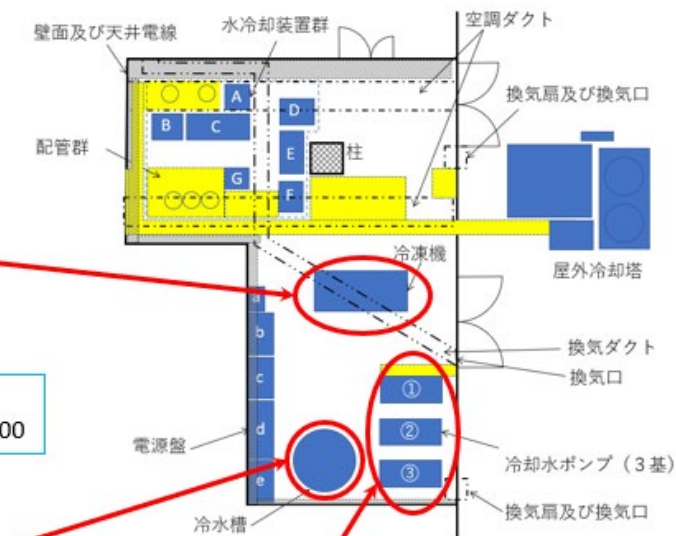 壁面及び天井電線
水冷却装置群
空調ダクト
換気扇及び換気口
配管群
A
B
C
D
E
柱
G
F
冷凍機
屋外冷却塔
a
b
c
d
e
換気ダクト
換気口
①
②
③
00
電源盤
冷却水ポンプ（３基）
冷水槽
換気扇及び換気口